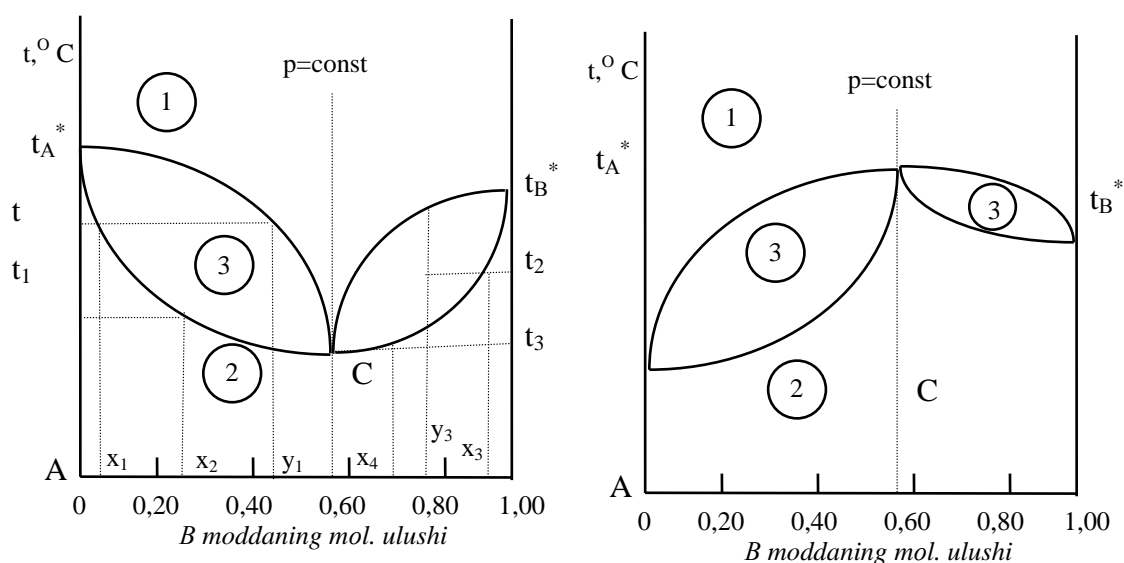 t,ᴼ C
p=const
1
t_A*
t_B*
t
3
t_1
t_2
t_3
2
C
y_3
x_1
x_2
y_1
x_4
x_3
A
0
0,20
0,40
0,60
0,80
1,00
B moddaning mol. ulushi
t,ᴼ C
p=const
1
t_A*
t_B*
3
3
2
C
A
0
0,20
0,40
0,60
0,80
1,00
B moddaning mol. ulushi